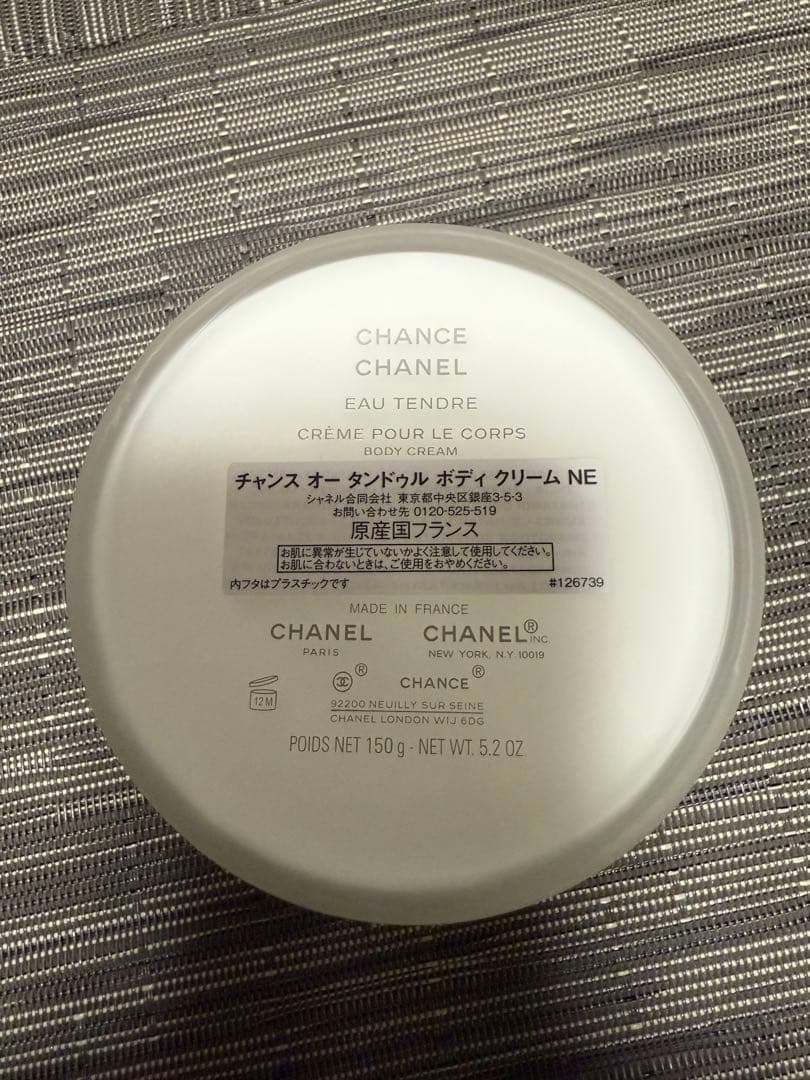 CHANCE
CHANEL
EAU TENDRE
CRÈME POUR LE CORPS
BODY CREAM
チャンス オー タンドゥル ボディ クリーム NE
シャネル合同会社 東京都中央区銀座3-5-3
お問い合わせ先 0120-525-519
原産国フランス
お肌に異常が生じていないかよく注意して使用してください。
お肌に合わないときは、ご使用をおやめください。
内フタはプラスチックです #126739
MADE IN FRANCE
CHANEL CHANEL® INC.
PARIS NEW YORK, N.Y. 10019
12M ® CHANCE®
92200 NEUILLY SUR SEINE
CHANEL LONDON W1J 6DG
POIDS NET 150 g - NET WT. 5.2 OZ